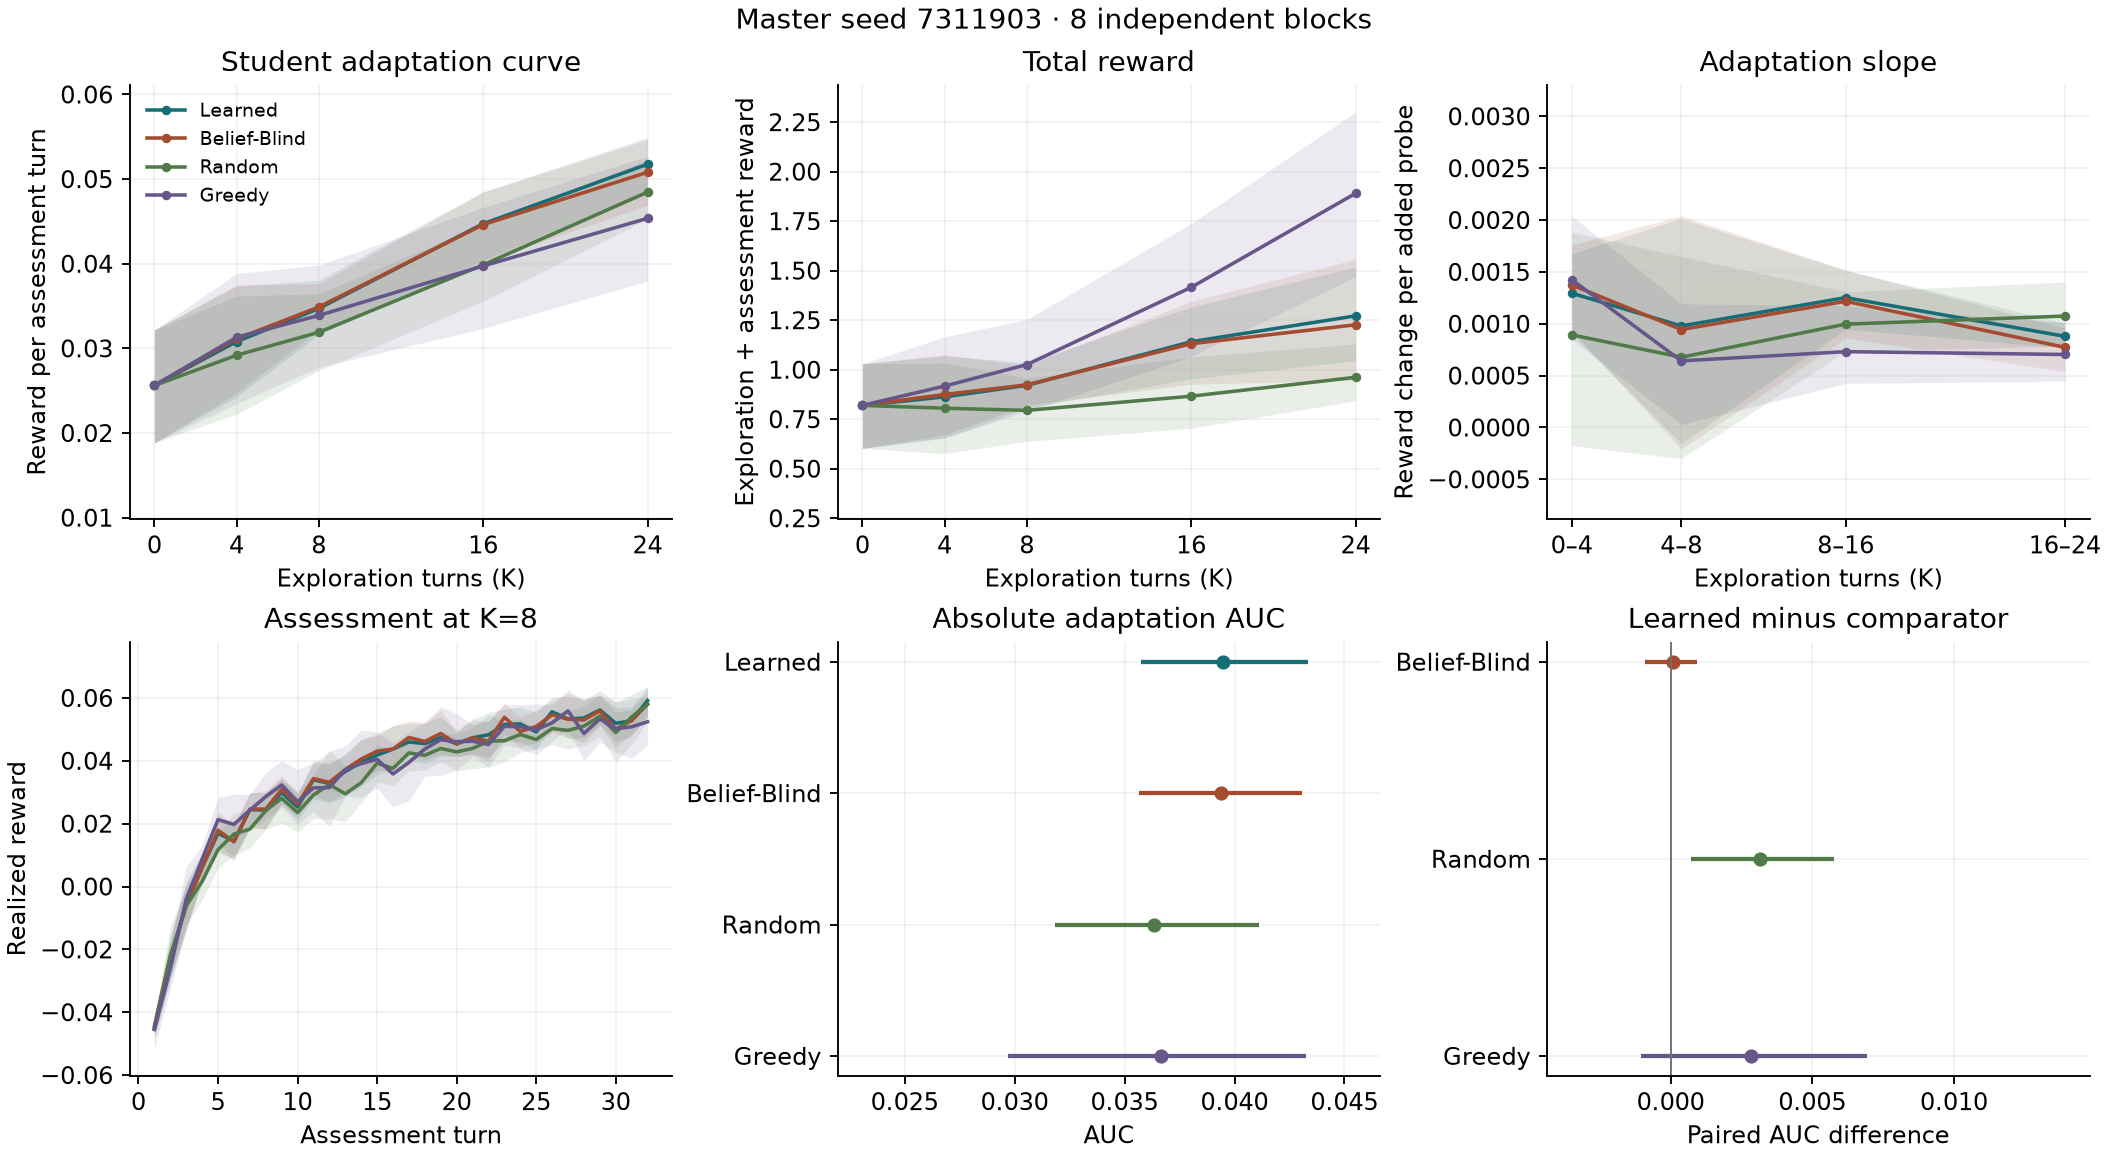 Master seed 7311903 · 8 independent blocks
Student adaptation curve
Reward per assessment turn
0.06
0.05
0.04
0.03
0.02
0.01
Learned
Belief-Blind
Random
Greedy
0 4 8 16 24
Exploration turns (K)
Total reward
Exploration + assessment reward
2.25
2.00
1.75
1.50
1.25
1.00
0.75
0.50
0.25
0 4 8 16 24
Exploration turns (K)
Adaptation slope
Reward change per added probe
0.0030
0.0025
0.0020
0.0015
0.0010
0.0005
0.0000
−0.0005
0–4 4–8 8–16 16–24
Exploration turns (K)
Assessment at K=8
Realized reward
0.06
0.04
0.02
0.00
−0.02
−0.04
−0.06
0 5 10 15 20 25 30
Assessment turn
Absolute adaptation AUC
Learned
Belief-Blind
Random
Greedy
0.025 0.030 0.035 0.040 0.045
AUC
Learned minus comparator
Belief-Blind
Random
Greedy
0.000 0.005 0.010
Paired AUC difference